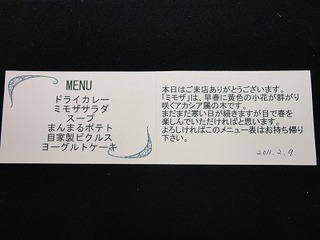 MENU
ドライカレー
ミモザサラダ
スープ
まんまるポテト
自家製ピクルス
ヨーグルトケーキ
本日はご来店ありがとうございます。
「ミモザ」は、早春に黄色の小花が群がり
咲くアカシア属の木です。
まだまだ寒い日が続きますが目で春を
楽しんでいただければと思います。
よろしければこのメニュー表はお持ち帰り
下さい。
2011.2.9.